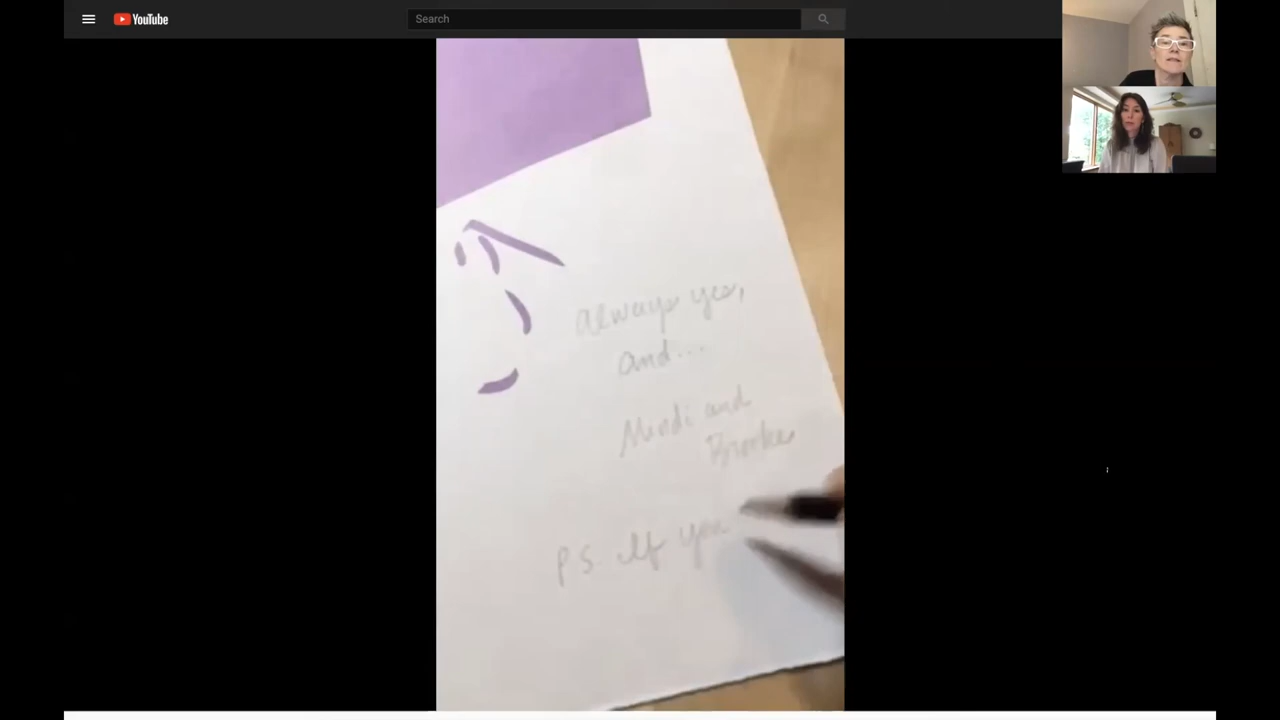 YouTube
Search
always yes,
and...
Mindi and
Brooke
P.S. If you